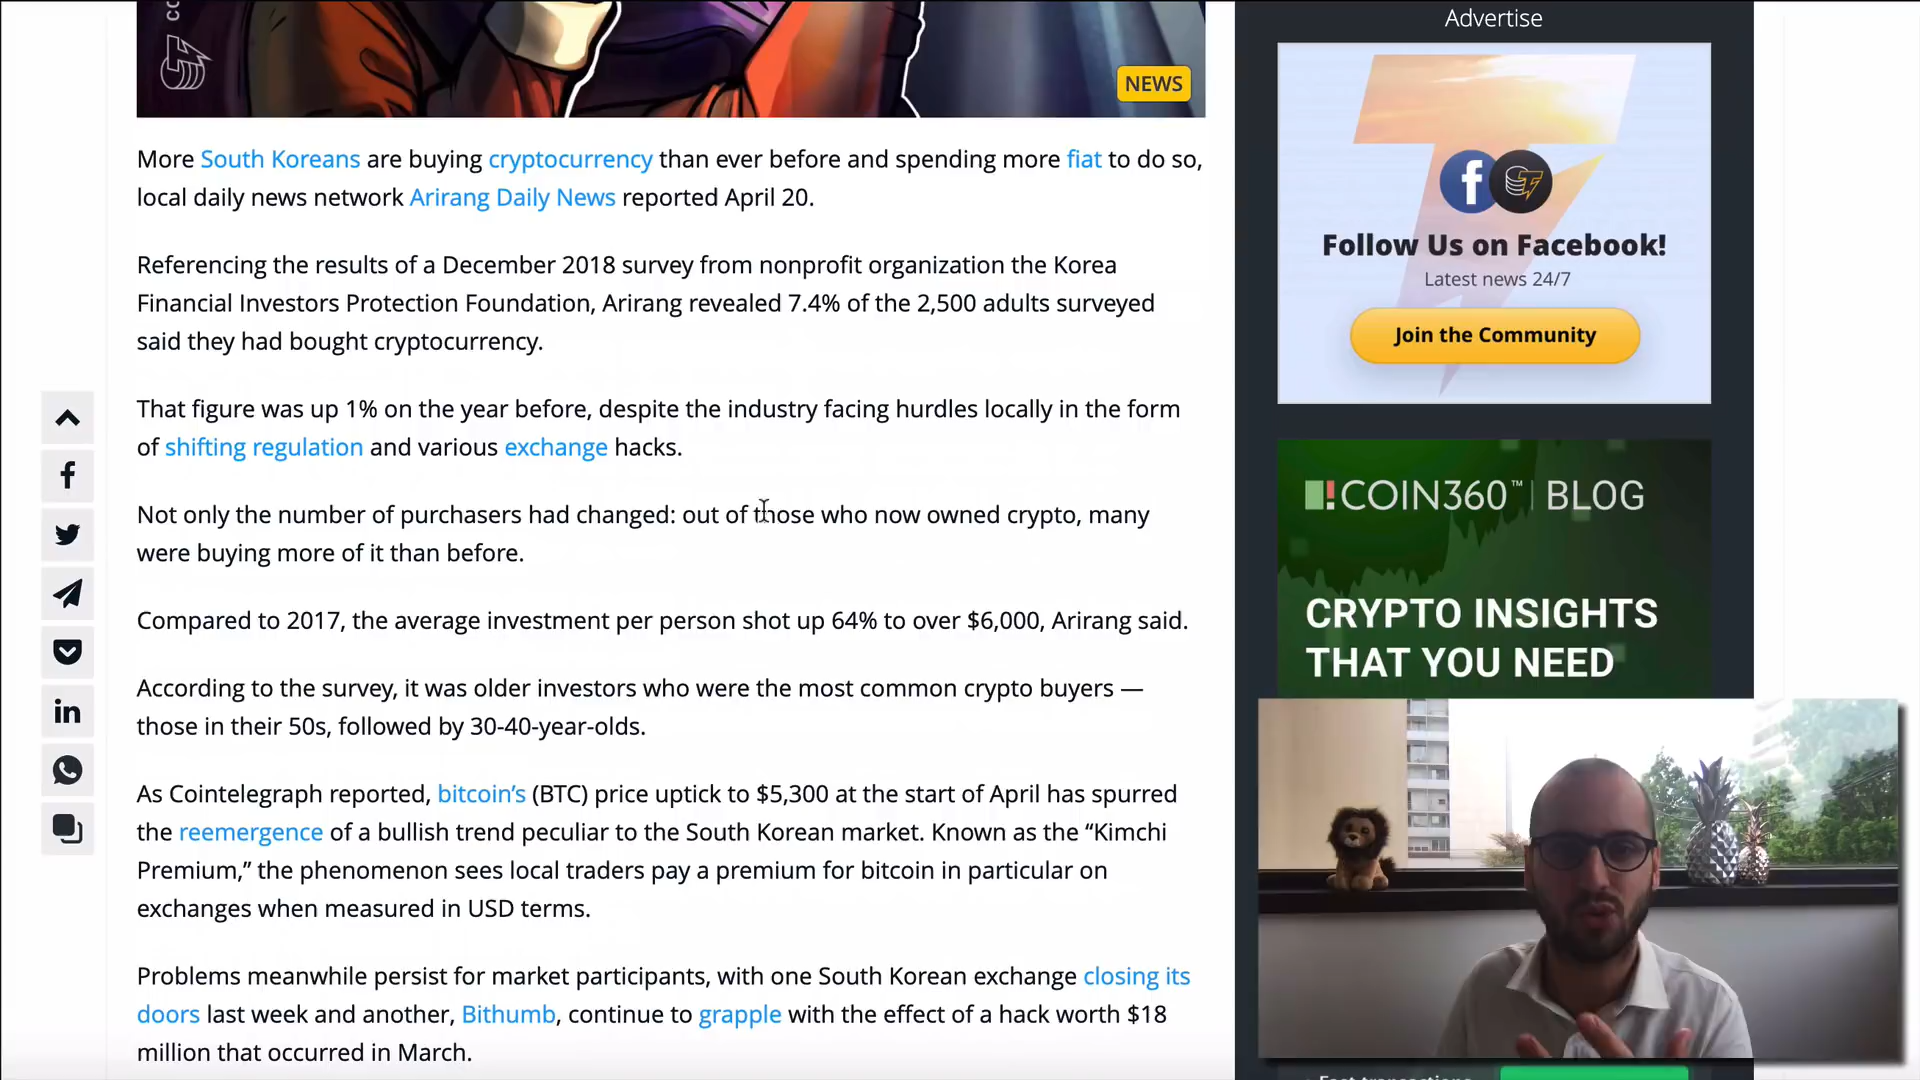 Advertise
NEWS
More South Koreans are buying cryptocurrency than ever before and spending more fiat to do so,
local daily news network Arirang Daily News reported April 20.
Referencing the results of a December 2018 survey from nonprofit organization the Korea
Financial Investors Protection Foundation, Arirang revealed 7.4% of the 2,500 adults surveyed
said they had bought cryptocurrency.
That figure was up 1% on the year before, despite the industry facing hurdles locally in the form
of shifting regulation and various exchange hacks.
Not only the number of purchasers had changed: out of those who now owned crypto, many
were buying more of it than before.
Compared to 2017, the average investment per person shot up 64% to over $6,000, Arirang said.
According to the survey, it was older investors who were the most common crypto buyers —
those in their 50s, followed by 30-40-year-olds.
As Cointelegraph reported, bitcoin’s (BTC) price uptick to $5,300 at the start of April has spurred
the reemergence of a bullish trend peculiar to the South Korean market. Known as the “Kimchi
Premium,” the phenomenon sees local traders pay a premium for bitcoin in particular on
exchanges when measured in USD terms.
Problems meanwhile persist for market participants, with one South Korean exchange closing its
doors last week and another, Bithumb, continue to grapple with the effect of a hack worth $18
million that occurred in March.
Follow Us on Facebook!
Latest news 24/7
Join the Community
COIN360™ | BLOG
CRYPTO INSIGHTS
THAT YOU NEED